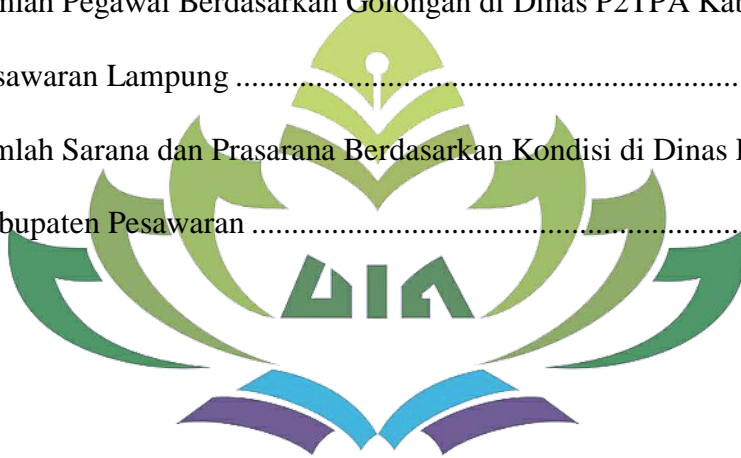 mlah Pegawai Berdasarkan Golongan di Dinas P2TPA Kab
sawaran Lampung ..........................................................................
mlah Sarana dan Prasarana Berdasarkan Kondisi di Dinas
bupaten Pesawaran ........................................................................
UIN